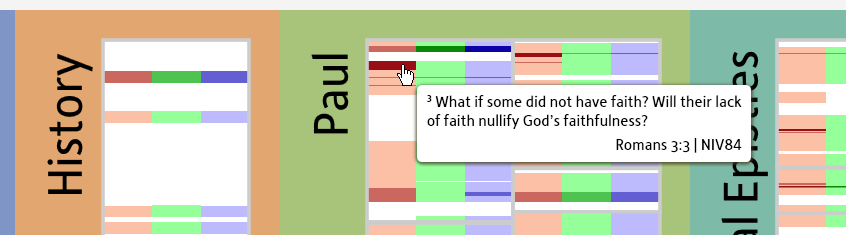 History
Paul
³ What if some did not have faith? Will their lack
of faith nullify God’s faithfulness?
Romans 3:3 | NIV84
al Epistles